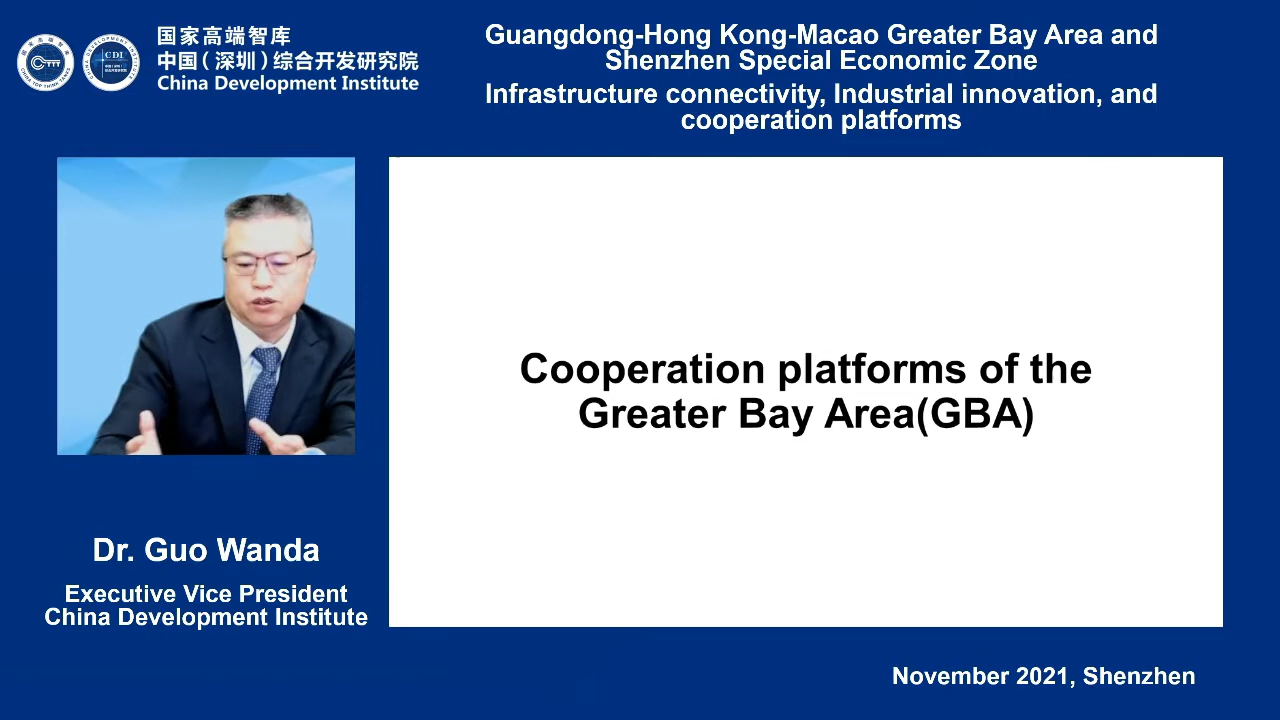 国家高端智库
中国(深圳)综合开发研究院
China Development Institute
CDI
Guangdong-Hong Kong-Macao Greater Bay Area and
Shenzhen Special Economic Zone
Infrastructure connectivity, Industrial innovation, and
cooperation platforms
Cooperation platforms of the
Greater Bay Area(GBA)
Dr. Guo Wanda
Executive Vice President
China Development Institute
November 2021, Shenzhen